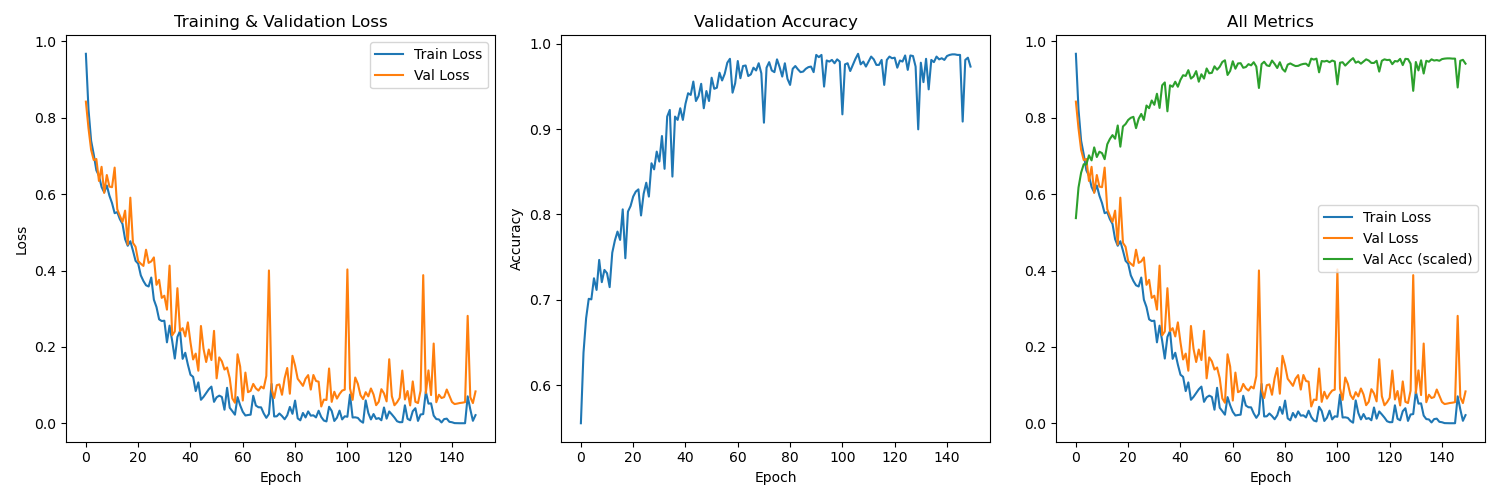 Training & Validation Loss
Train Loss
Val Loss
Loss
1.0
0.8
0.6
0.4
0.2
0.0
0 20 40 60 80 100 120 140
Epoch
Validation Accuracy
Accuracy
1.0
0.9
0.8
0.7
0.6
0 20 40 60 80 100 120 140
Epoch
All Metrics
1.0
0.8
0.6
0.4
0.2
0.0
Train Loss
Val Loss
Val Acc (scaled)
0 20 40 60 80 100 120 140
Epoch